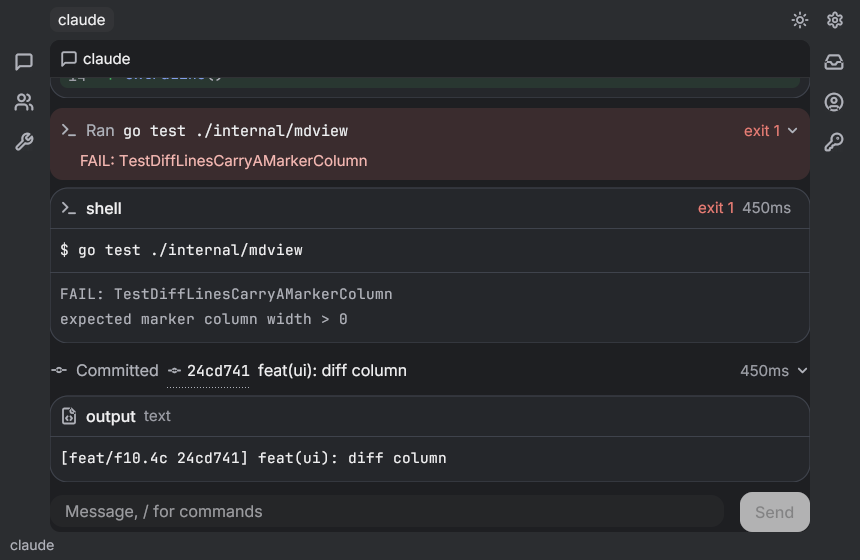 claude
claude
Ran go test ./internal/mdview
exit 1
FAIL: TestDiffLinesCarryAMarkerColumn
shell
exit 1 450ms
$ go test ./internal/mdview
FAIL: TestDiffLinesCarryAMarkerColumn
expected marker column width > 0
Committed 24cd741 feat(ui): diff column
450ms
output text
[feat/f10.4c 24cd741] feat(ui): diff column
Message, / for commands
Send
claude